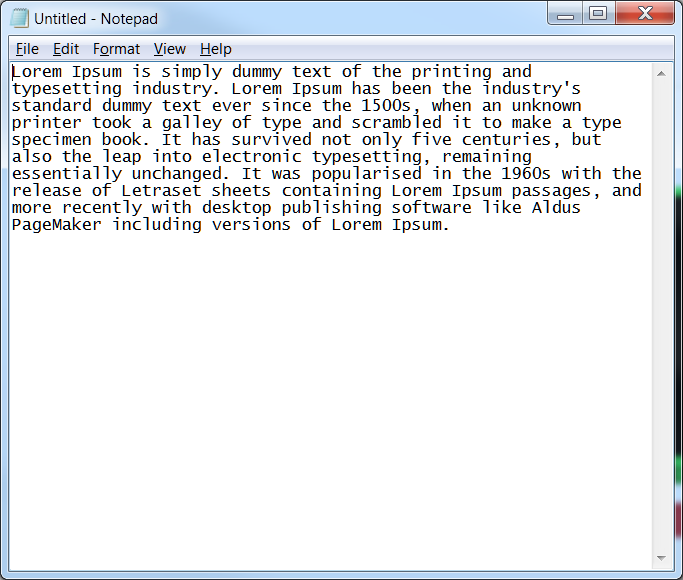 Untitled - Notepad
File Edit Format View Help
Lorem Ipsum is simply dummy text of the printing and
typesetting industry. Lorem Ipsum has been the industry's
standard dummy text ever since the 1500s, when an unknown
printer took a galley of type and scrambled it to make a type
specimen book. It has survived not only five centuries, but
also the leap into electronic typesetting, remaining
essentially unchanged. It was popularised in the 1960s with the
release of Letraset sheets containing Lorem Ipsum passages, and
more recently with desktop publishing software like Aldus
PageMaker including versions of Lorem Ipsum.